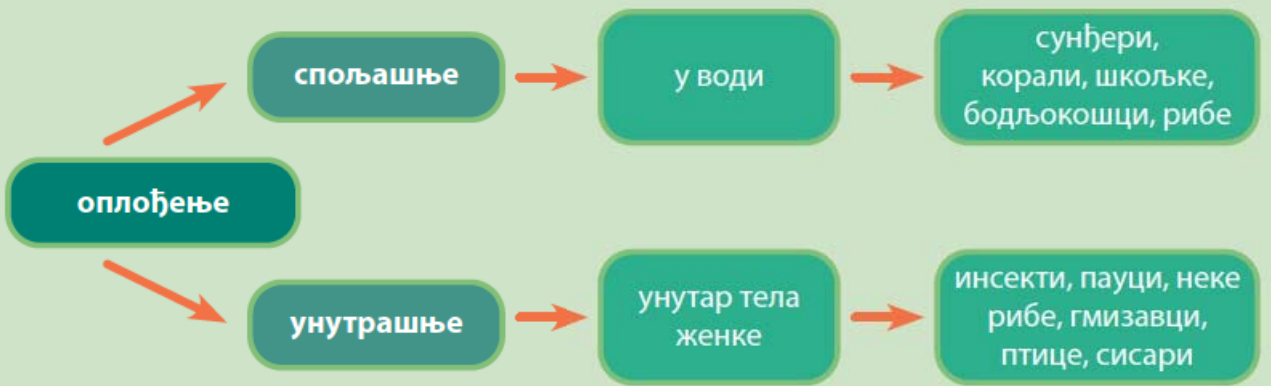 оплођење
спољашње
у води
сунђери,
корали, шкољке,
бодљокошци, рибе
унутрашње
унутар тела
женке
инсекти, пауци, неке
рибе, гмизавци,
птице, сисари